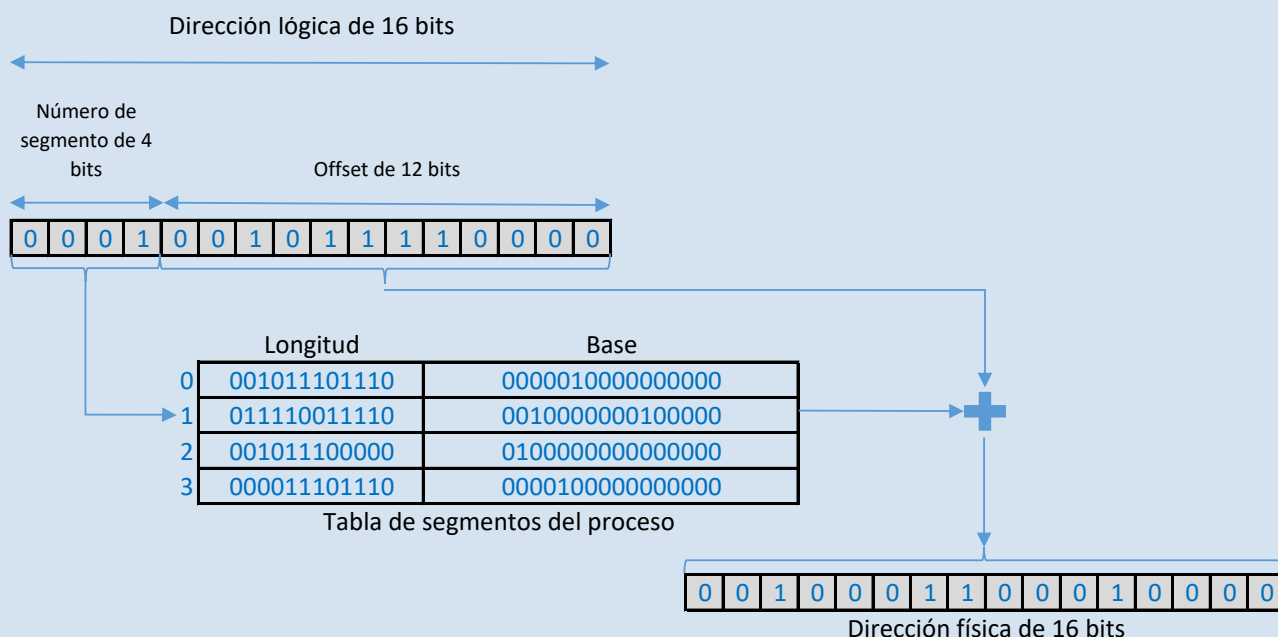 Dirección lógica de 16 bits
Número de
segmento de 4
bits
Offset de 12 bits
0 0 0 1 0 0 1 0 1 1 1 1 0 0 0 0
Longitud Base
0 001011101110 0000010000000000
1 011110011110 0010000000100000
2 001011100000 0100000000000000
3 000011101110 0000100000000000
Tabla de segmentos del proceso
0 0 1 0 0 0 1 1 0 0 0 1 0 0 0 0
Dirección física de 16 bits